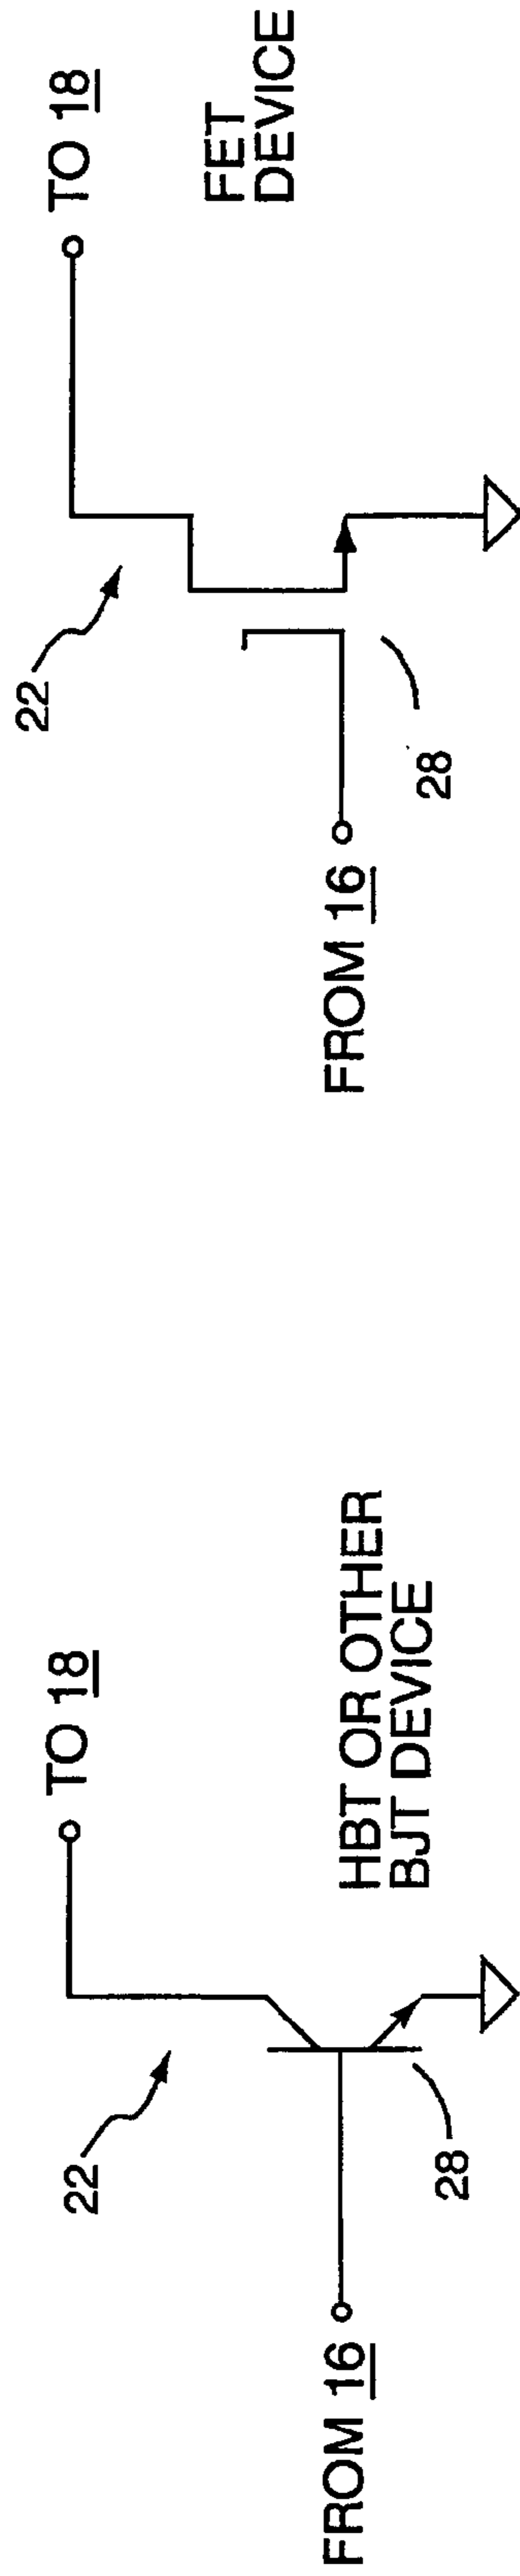 22
TO 18
HBT OR OTHER
BJT DEVICE
FROM 16
28
22
TO 18
FET
DEVICE
FROM 16
28